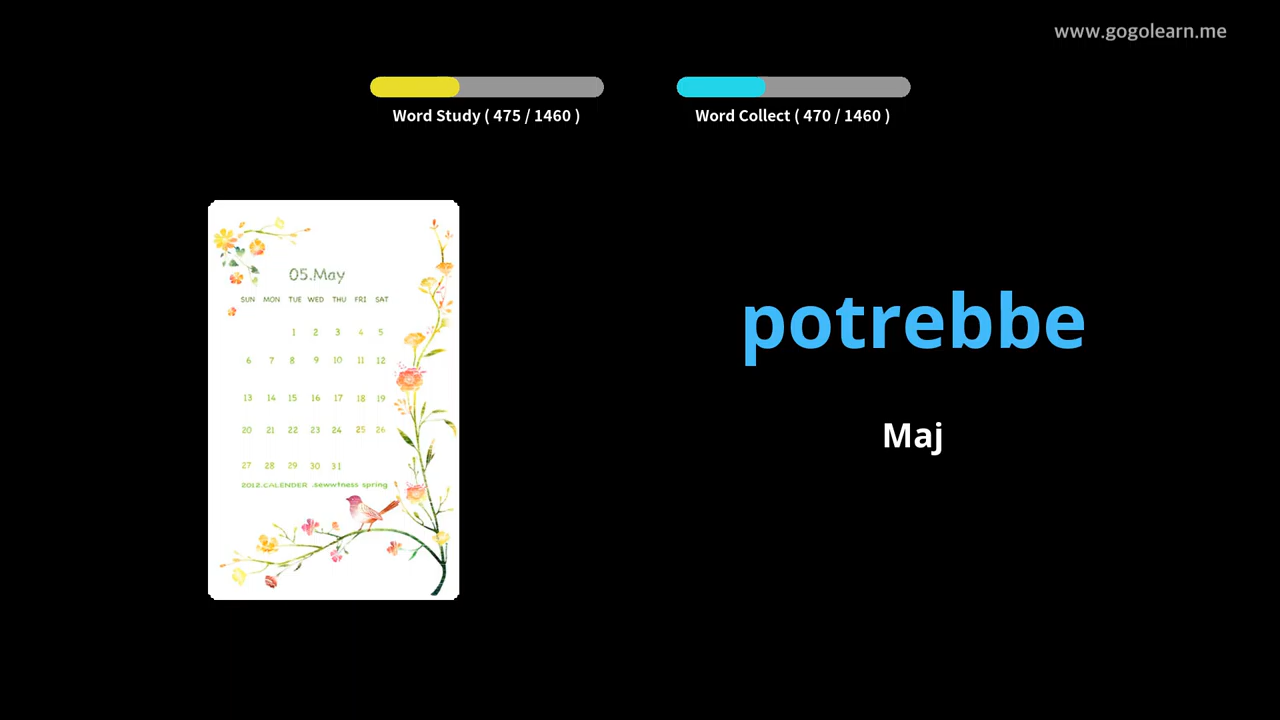 www.gogolearn.me
Word Study ( 475 / 1460 )
Word Collect ( 470 / 1460 )
05.May
SUN MON TUE WED THU FRI SAT
1 2 3 4 5
6 7 8 9 10 11 12
13 14 15 16 17 18 19
20 21 22 23 24 25 26
27 28 29 30 31
2012.CALENDER .sewwtness spring
potrebbe
Maj